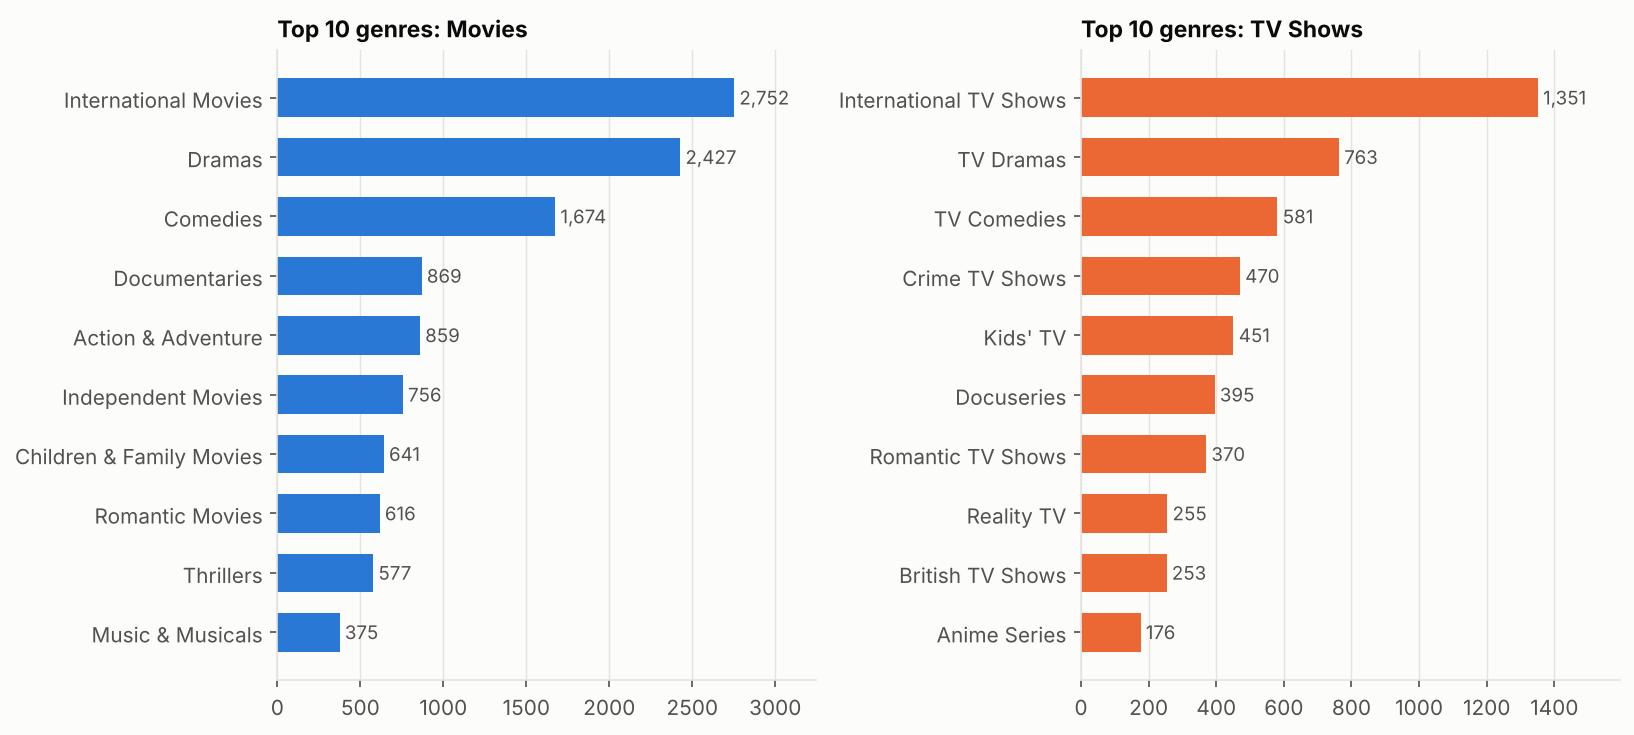 Top 10 genres: Movies
International Movies 2,752
Dramas 2,427
Comedies 1,674
Documentaries 869
Action & Adventure 859
Independent Movies 756
Children & Family Movies 641
Romantic Movies 616
Thrillers 577
Music & Musicals 375
0 500 1000 1500 2000 2500 3000
Top 10 genres: TV Shows
International TV Shows 1,351
TV Dramas 763
TV Comedies 581
Crime TV Shows 470
Kids' TV 451
Docuseries 395
Romantic TV Shows 370
Reality TV 255
British TV Shows 253
Anime Series 176
0 200 400 600 800 1000 1200 1400